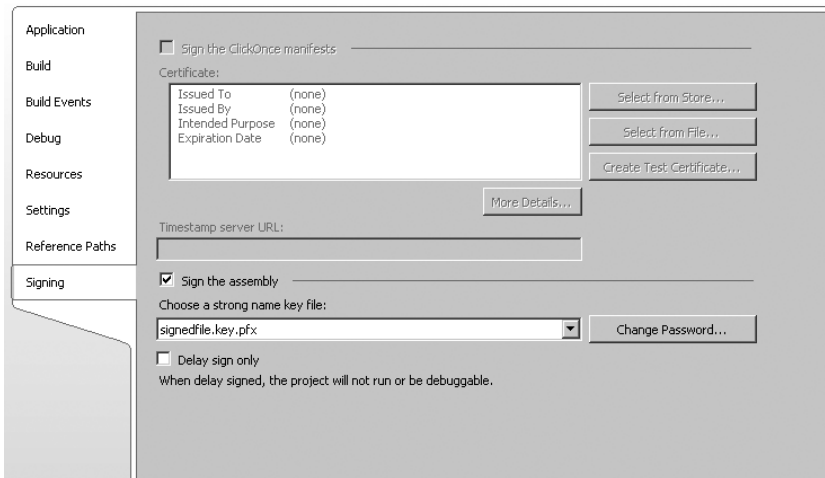 Application
Build
Build Events
Debug
Resources
Settings
Reference Paths
Signing
Sign the ClickOnce manifests
Certificate:
Issued To (none)
Issued By (none)
Intended Purpose (none)
Expiration Date (none)
Select from Store...
Select from File...
Create Test Certificate...
More Details...
Timestamp server URL:
Sign the assembly
Choose a strong name key file:
signedfile.key.pfx
Change Password...
Delay sign only
When delay signed, the project will not run or be debuggable.